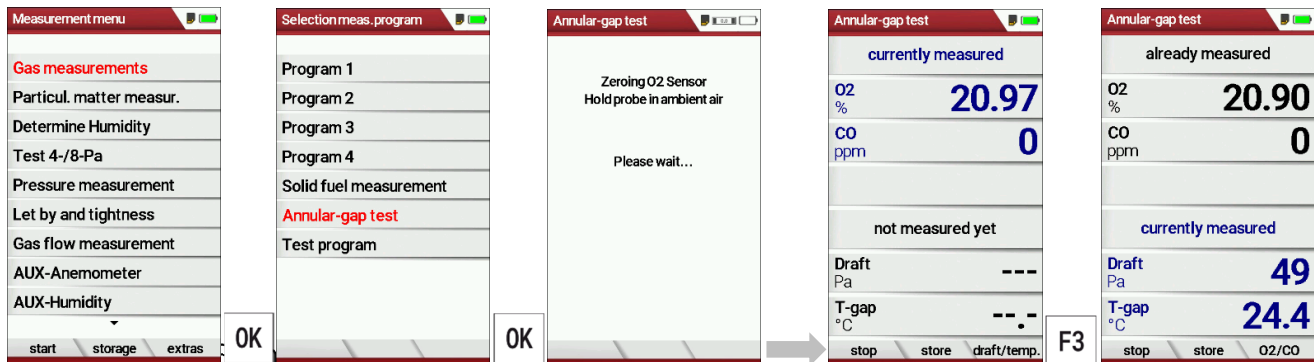 Measurement menu
Gas measurements
Particul. matter measur.
Determine Humidity
Test 4-/8-Pa
Pressure measurement
Let by and tightness
Gas flow measurement
AUX-Anemometer
AUX-Humidity
start storage extras
OK
Selection meas.program
Program 1
Program 2
Program 3
Program 4
Solid fuel measurement
Annular-gap test
Test program
OK
Annular-gap test
Zeroing O2 Sensor
Hold probe in ambient air
Please wait...
Annular-gap test
currently measured
O2 % 20.97
CO ppm 0
not measured yet
Draft Pa ---
T-gap °C --.-
stop store draft/temp.
F3
Annular-gap test
already measured
O2 % 20.90
CO ppm 0
currently measured
Draft Pa 49
T-gap °C 24.4
stop store O2/CO